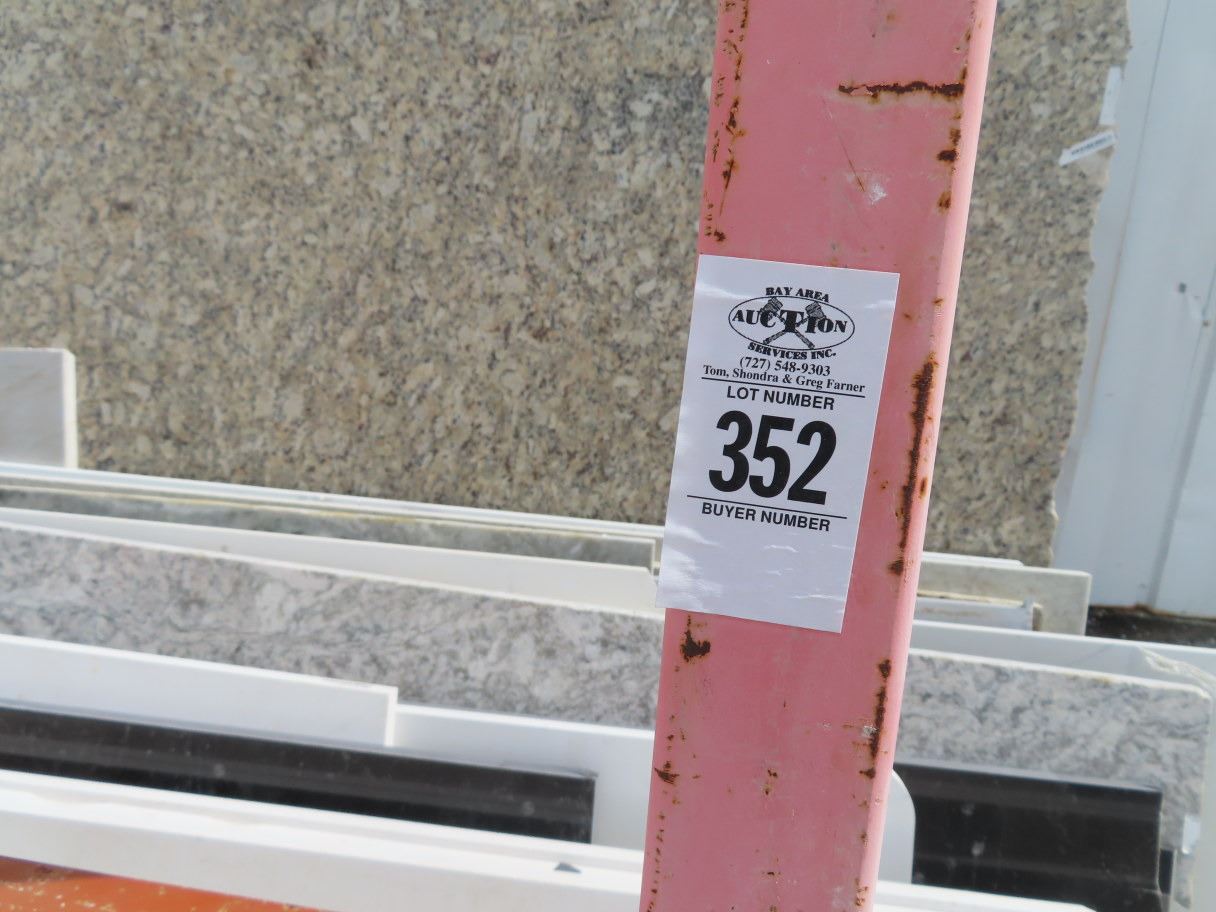 BAY AREA
AUCTION
SERVICES INC.
(727) 548-9303
Tom, Shondra & Greg Farner
LOT NUMBER
352
BUYER NUMBER